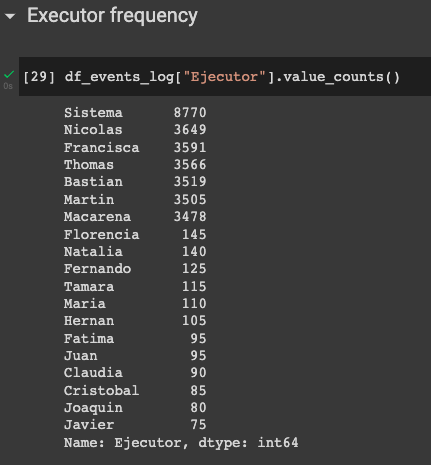 Executor frequency
0s
[29] df_events_log["Ejecutor"].value_counts()
Sistema 8770
Nicolas 3649
Francisca 3591
Thomas 3566
Bastian 3519
Martin 3505
Macarena 3478
Florencia 145
Natalia 140
Fernando 125
Tamara 115
Maria 110
Hernan 105
Fatima 95
Juan 95
Claudia 90
Cristobal 85
Joaquin 80
Javier 75
Name: Ejecutor, dtype: int64